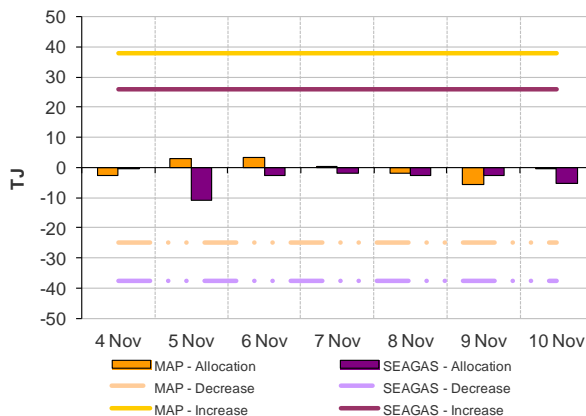 50
40
30
20
10
0
-10
-20
-30
-40
-50
TJ
4 Nov 5 Nov 6 Nov 7 Nov 8 Nov 9 Nov 10 Nov
MAP - Allocation SEAGAS - Allocation
MAP - Decrease SEAGAS - Decrease
MAP - Increase SEAGAS - Increase